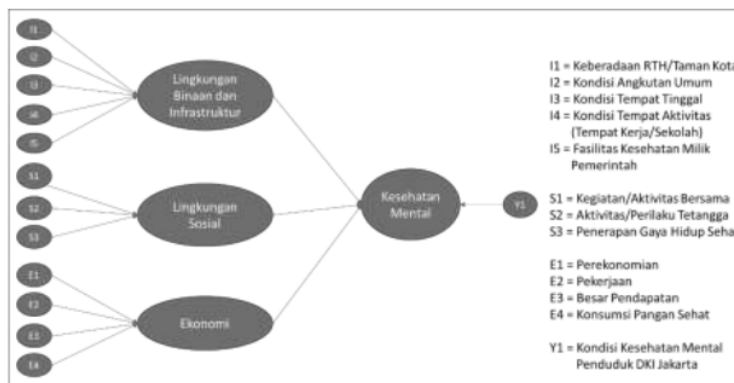 I1
I2
I3
I4
I5
S1
S2
S3
E1
E2
E3
E4
Lingkungan
Binaan dan
Infrastruktur
Lingkungan
Sosial
Ekonomi
Kesehatan
Mental
Y1
I1 = Keberadaan RTH/Taman Kota
I2 = Kondisi Angkutan Umum
I3 = Kondisi Tempat Tinggal
I4 = Kondisi Tempat Aktivitas
(Tempat Kerja/Sekolah)
I5 = Fasilitas Kesehatan Milik
Pemerintah
S1 = Kegiatan/Aktivitas Bersama
S2 = Aktivitas/Perilaku Tetangga
S3 = Penerapan Gaya Hidup Seha
E1 = Perekonomian
E2 = Pekerjaan
E3 = Besar Pendapatan
E4 = Konsumsi Pangan Sehat
Y1 = Kondisi Kesehatan Mental
Penduduk DKI Jakarta